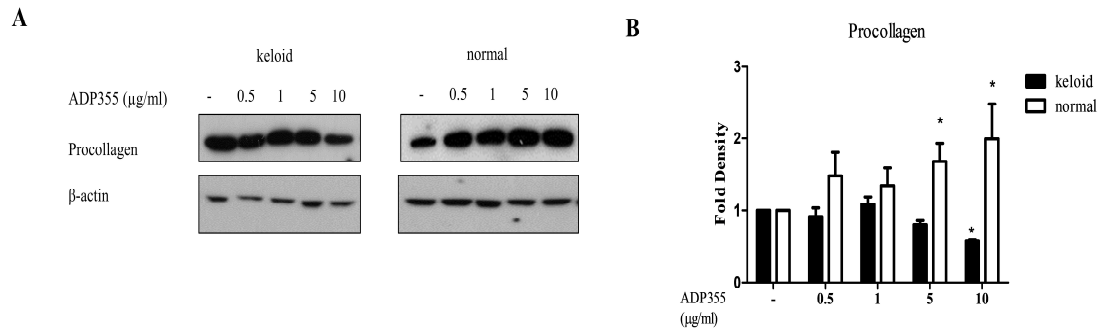 A
keloid
normal
ADP355 (µg/ml)
- 0.5 1 5 10
- 0.5 1 5 10
Procollagen
β-actin
B
Procollagen
Fold Density
3
2
1
0
*
*
*
keloid
normal
- 0.5 1 5 10
ADP355
(µg/ml)